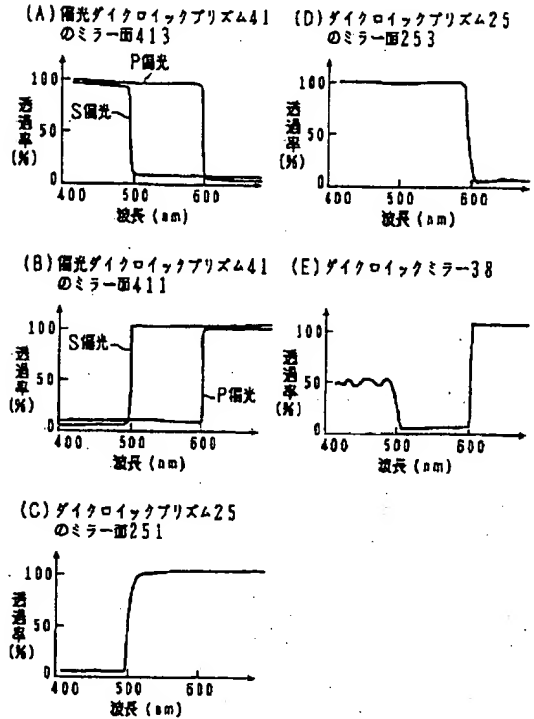 (A) 偏光ダイクロイックプリズム41
のミラー面413
P偏光
S偏光
透過率(%)
100
50
0
400
500
600
波長(nm)
(D) ダイクロイックプリズム25
のミラー面253
透過率(%)
100
50
0
400
500
600
波長(nm)
(B) 偏光ダイクロイックプリズム41
のミラー面411
S偏光
P偏光
透過率(%)
100
50
0
400
500
600
波長(nm)
(E) ダイクロイックミラー38
透過率(%)
100
50
0
400
500
600
波長(nm)
(C) ダイクロイックプリズム25
のミラー面251
透過率(%)
100
50
0
400
500
600
波長(nm)